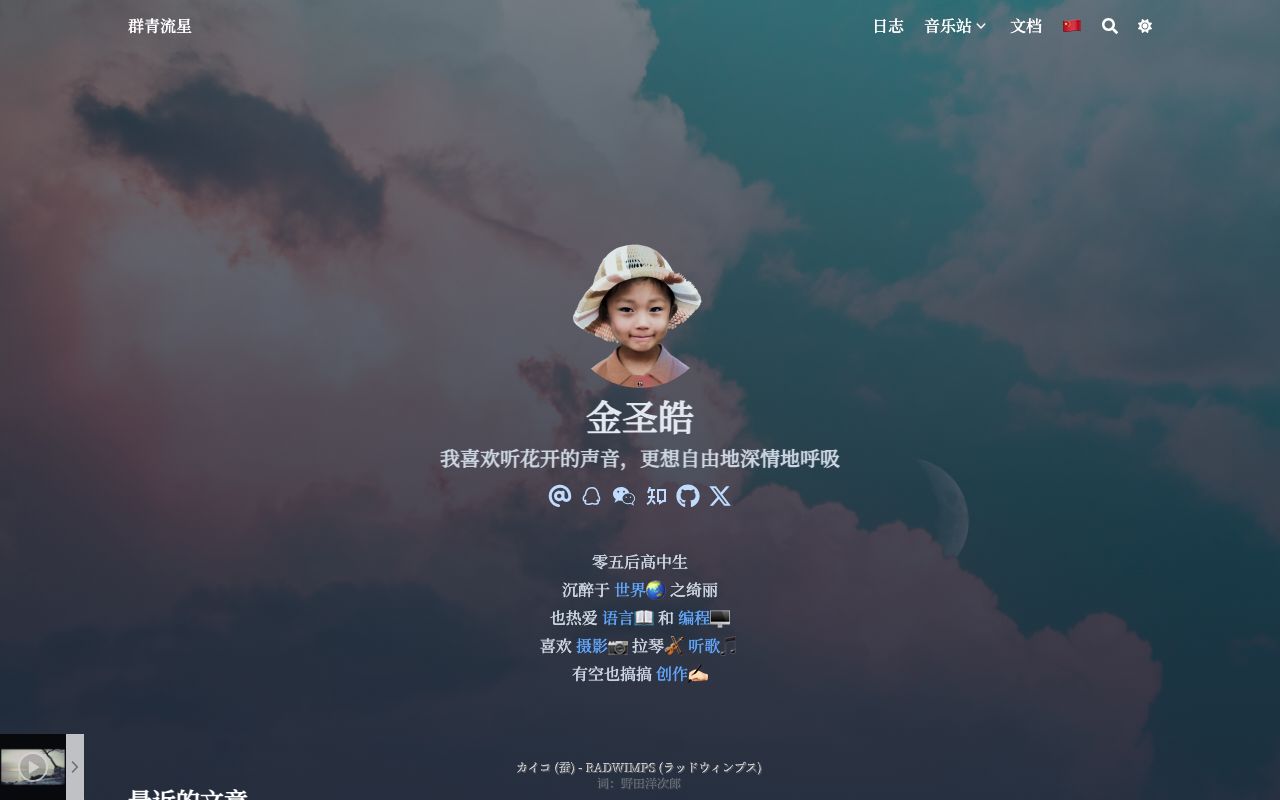 群青流星
日志 音乐站 文档
金圣皓
我喜欢听花开的声音，更想自由地深情地呼吸
知
零五后高中生
沉醉于 世界 之绮丽
也热爱 语言 和 编程
喜欢 摄影 拉琴 听歌
有空也搞搞 创作
カイコ (蚕) - RADWIMPS (ラッドウィンプス)
词：野田洋次郎
最近的文章